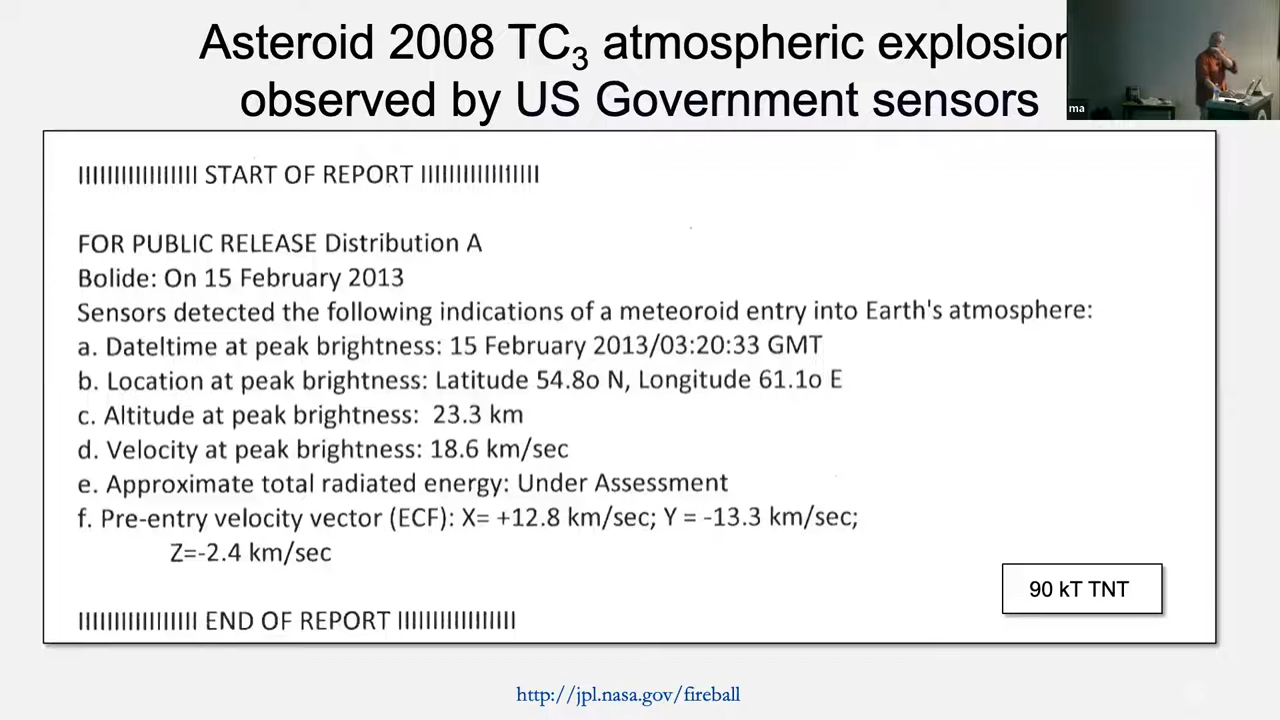 Asteroid 2008 TC3 atmospheric explosion
observed by US Government sensors
ma
IIIIIIIIIIIIIIIII START OF REPORT IIIIIIIIIIIIIIIII
FOR PUBLIC RELEASE Distribution A
Bolide: On 15 February 2013
Sensors detected the following indications of a meteoroid entry into Earth's atmosphere:
a. Dateltime at peak brightness: 15 February 2013/03:20:33 GMT
b. Location at peak brightness: Latitude 54.8o N, Longitude 61.1o E
c. Altitude at peak brightness: 23.3 km
d. Velocity at peak brightness: 18.6 km/sec
e. Approximate total radiated energy: Under Assessment
f. Pre-entry velocity vector (ECF): X= +12.8 km/sec; Y = -13.3 km/sec;
Z=-2.4 km/sec
90 kT TNT
IIIIIIIIIIIIIIIII END OF REPORT IIIIIIIIIIIIIIIII
http://jpl.nasa.gov/fireball